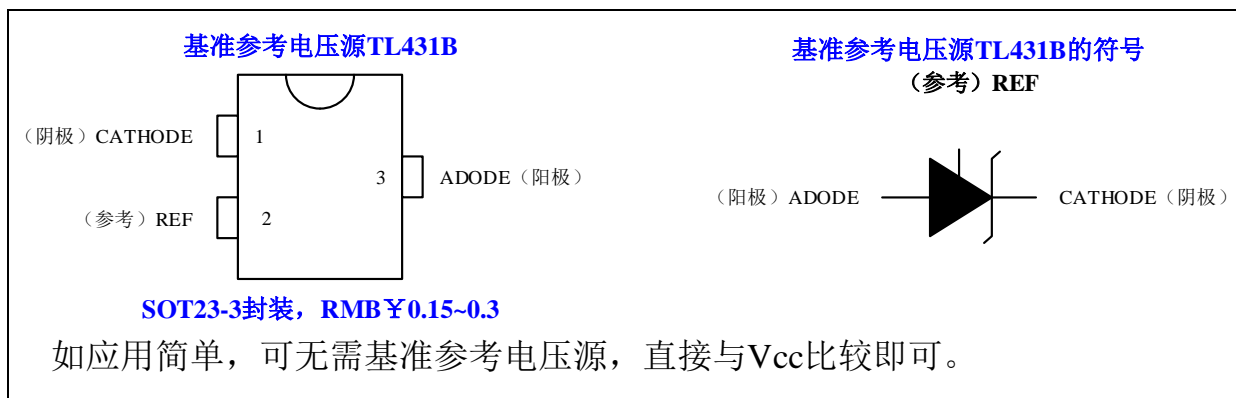 基准参考电压源TL431B
（阴极）CATHODE
1
（参考）REF
2
3
ADODE（阳极）
SOT23-3封装，RMB￥0.15~0.3
基准参考电压源TL431B的符号
（参考）REF
（阳极）ADODE
CATHODE（阴极）
如应用简单，可无需基准参考电压源，直接与Vcc比较即可。